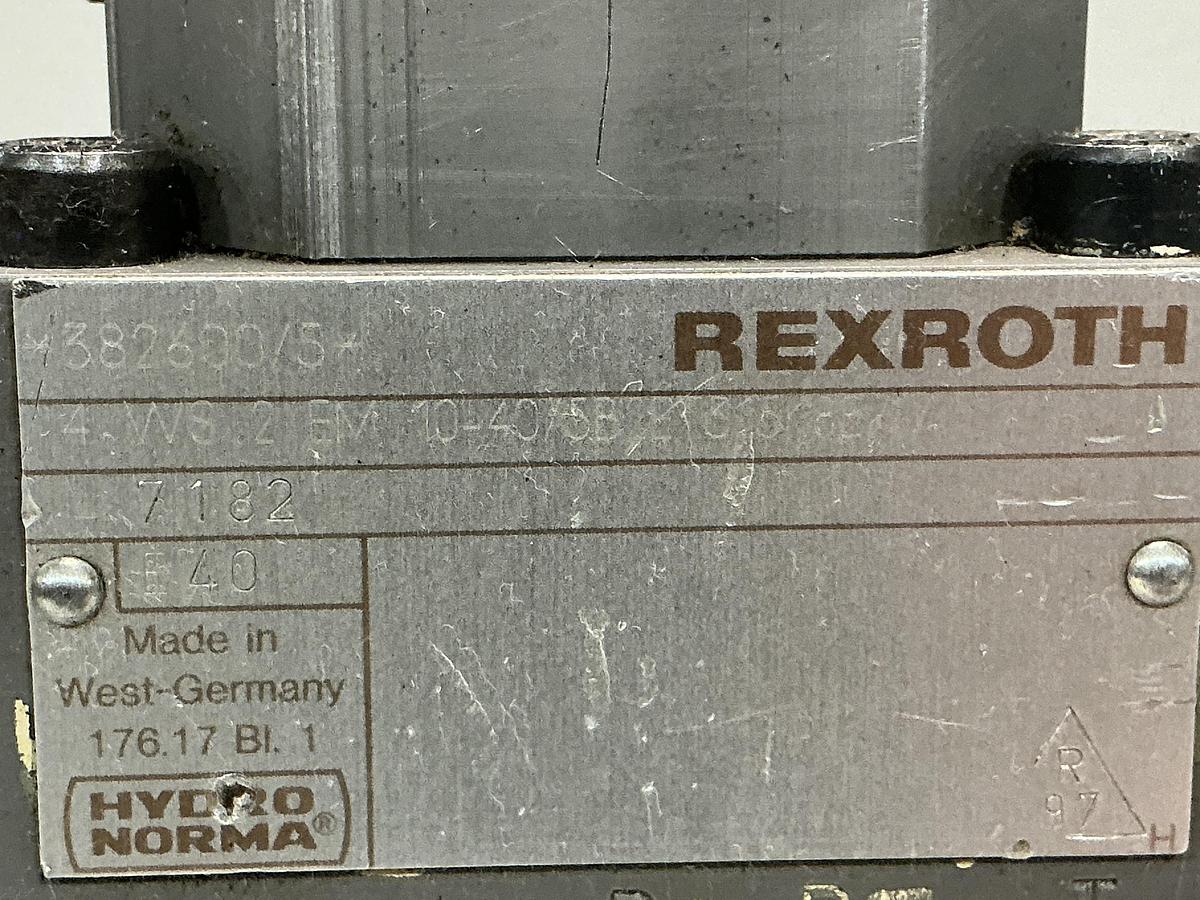 *382600/5* REXROTH
4 WS 2 EM 10-40/5B
7182
40
Made in
West-Germany
176.17 Bl. 1
HYDRO
NORMA®
R
97
H
T